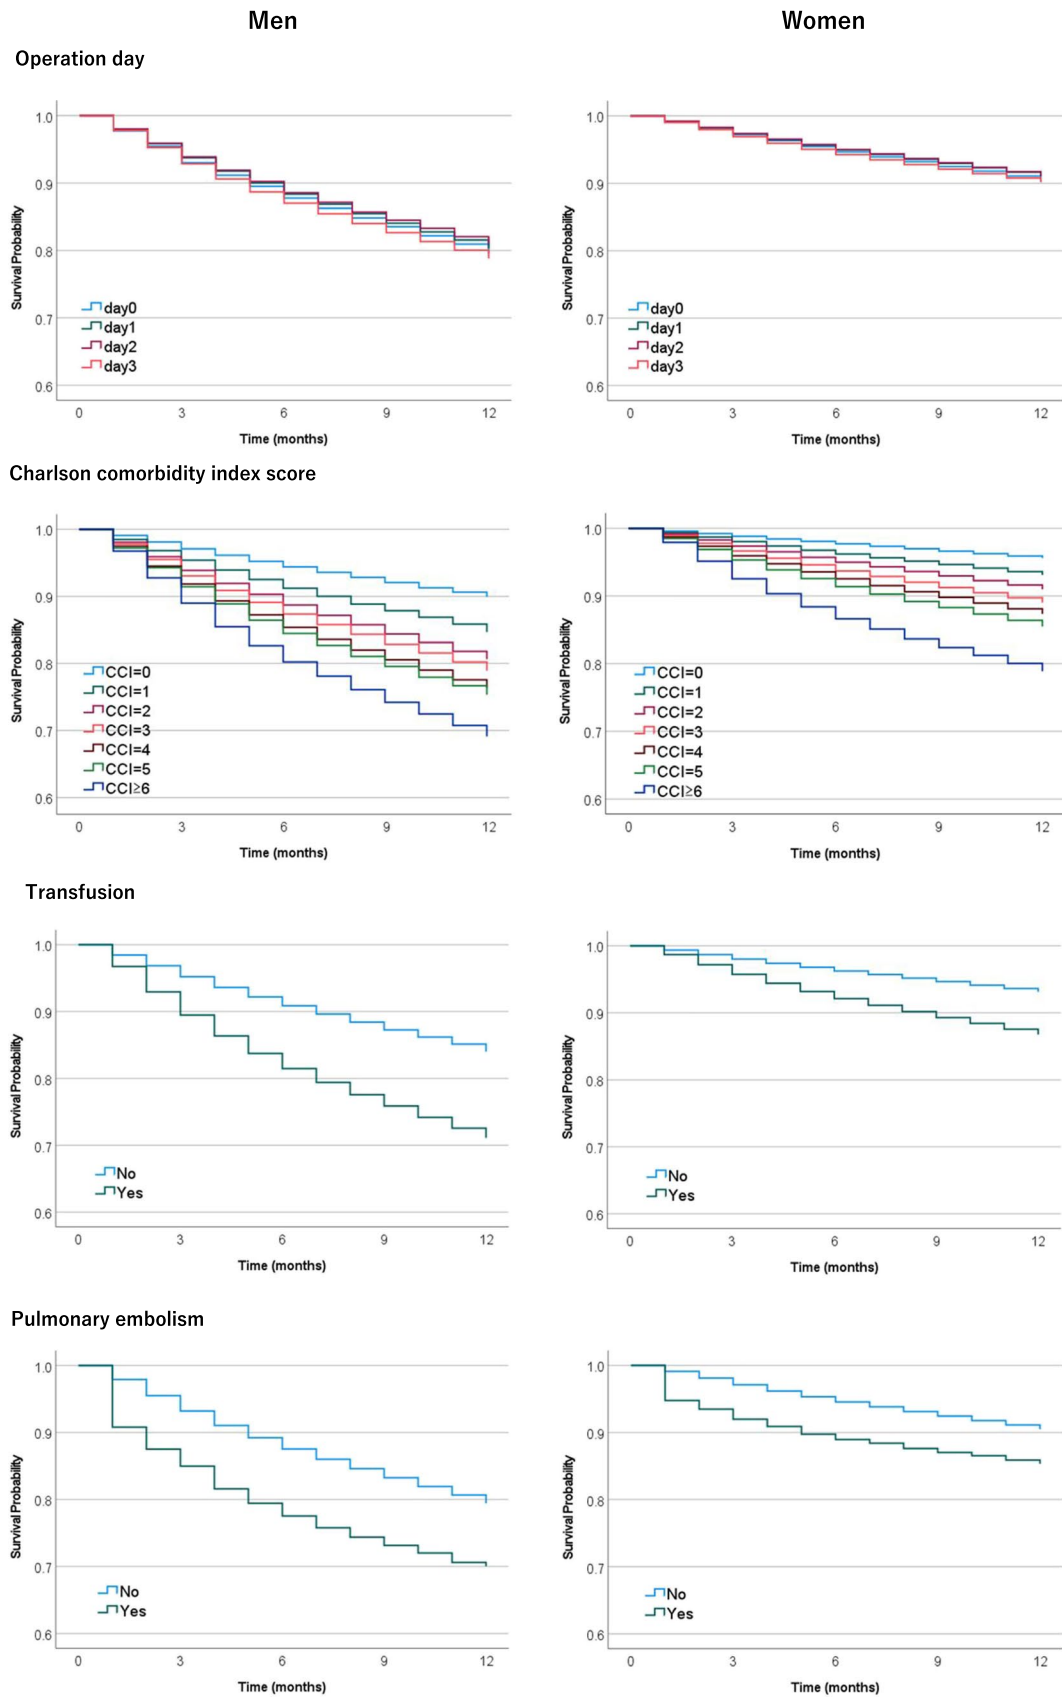 Men
Women
Operation day
1.0
0.9
0.8
0.7
0.6
Survival Probability
day0
day1
day2
day3
0 3 6 9 12
Time (months)
1.0
0.9
0.8
0.7
0.6
Survival Probability
day0
day1
day2
day3
0 3 6 9 12
Time (months)
Charlson comorbidity index score
1.0
0.9
0.8
0.7
0.6
Survival Probability
CCI=0
CCI=1
CCI=2
CCI=3
CCI=4
CCI=5
CCI≥6
0 3 6 9 12
Time (months)
1.0
0.9
0.8
0.7
0.6
Survival Probability
CCI=0
CCI=1
CCI=2
CCI=3
CCI=4
CCI=5
CCI≥6
0 3 6 9 12
Time (months)
Transfusion
1.0
0.9
0.8
0.7
0.6
Survival Probability
No
Yes
0 3 6 9 12
Time (months)
1.0
0.9
0.8
0.7
0.6
Survival Probability
No
Yes
0 3 6 9 12
Time (months)
Pulmonary embolism
1.0
0.9
0.8
0.7
0.6
Survival Probability
No
Yes
0 3 6 9 12
Time (months)
1.0
0.9
0.8
0.7
0.6
Survival Probability
No
Yes
0 3 6 9 12
Time (months)